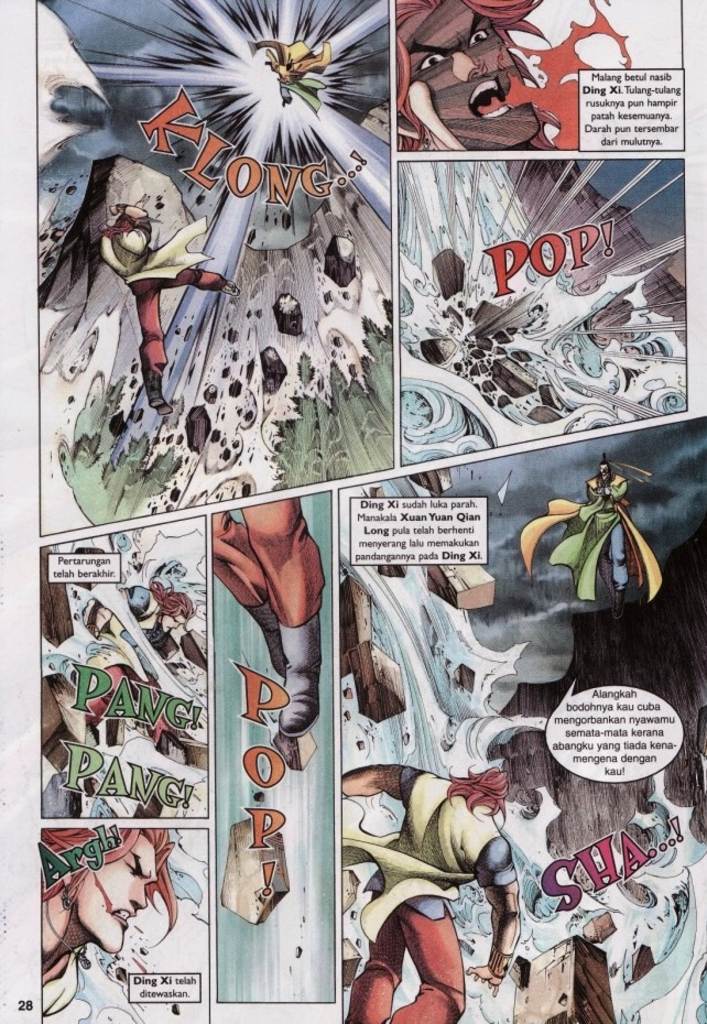 KLONG...!
Malang betul nasib
Ding Xi. Tulang-tulang
rusuknya pun hampir
patah kesemuanya.
Darah pun tersembar
dari mulutnya.
POP!
Pertarungan
telah berakhir.
PANG!
PANG!
POP!
Argh!
Ding Xi telah
ditewaskan.
Ding Xi sudah luka parah.
Manakala Xuan Yuan Qian
Long pula telah berhenti
menyerang lalu memakukan
pandangannya pada Ding Xi.
Alangkah
bodohnya kau cuba
mengorbankan nyawamu
semata-mata kerana
abangku yang tiada kena-
mengena dengan
kau!
SHA...!
28